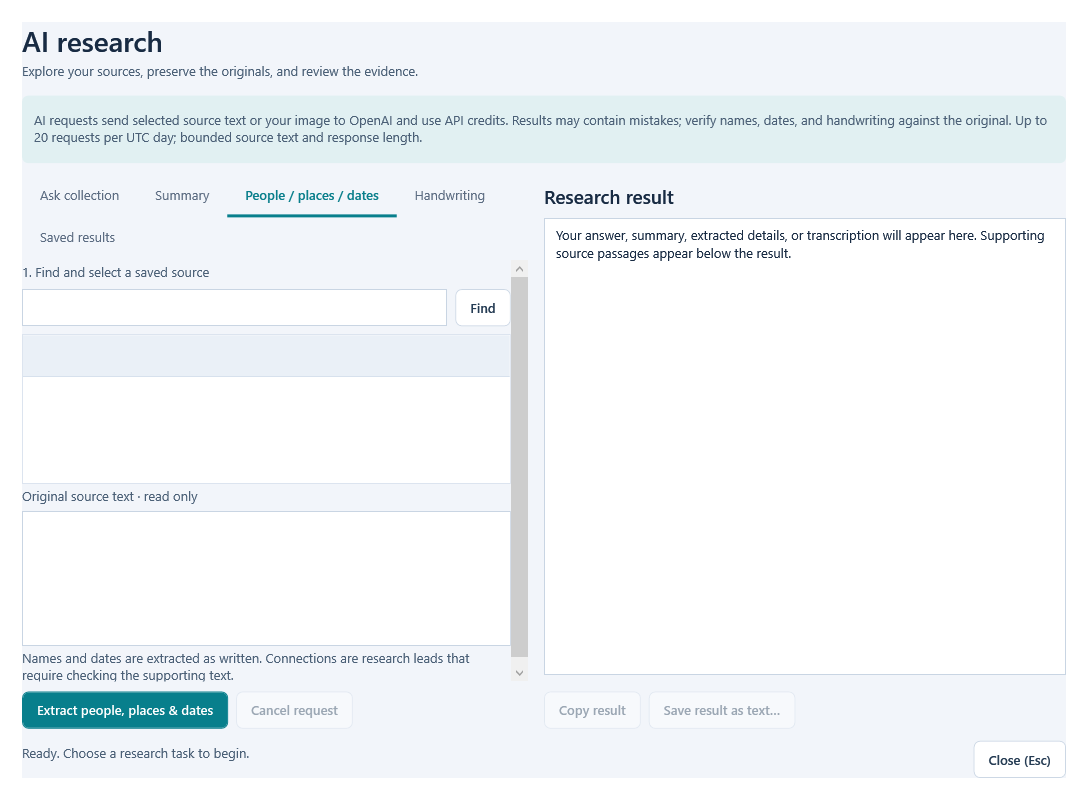 AI research
Explore your sources, preserve the originals, and review the evidence.
AI requests send selected source text or your image to OpenAI and use API credits. Results may contain mistakes; verify names, dates, and handwriting against the original. Up to
20 requests per UTC day; bounded source text and response length.
Ask collection
Summary
People / places / dates
Handwriting
Saved results
1. Find and select a saved source
Find
Original source text · read only
Names and dates are extracted as written. Connections are research leads that
require checking the supporting text.
Extract people, places & dates
Cancel request
Ready. Choose a research task to begin.
Research result
Your answer, summary, extracted details, or transcription will appear here. Supporting
source passages appear below the result.
Copy result
Save result as text...
Close (Esc)